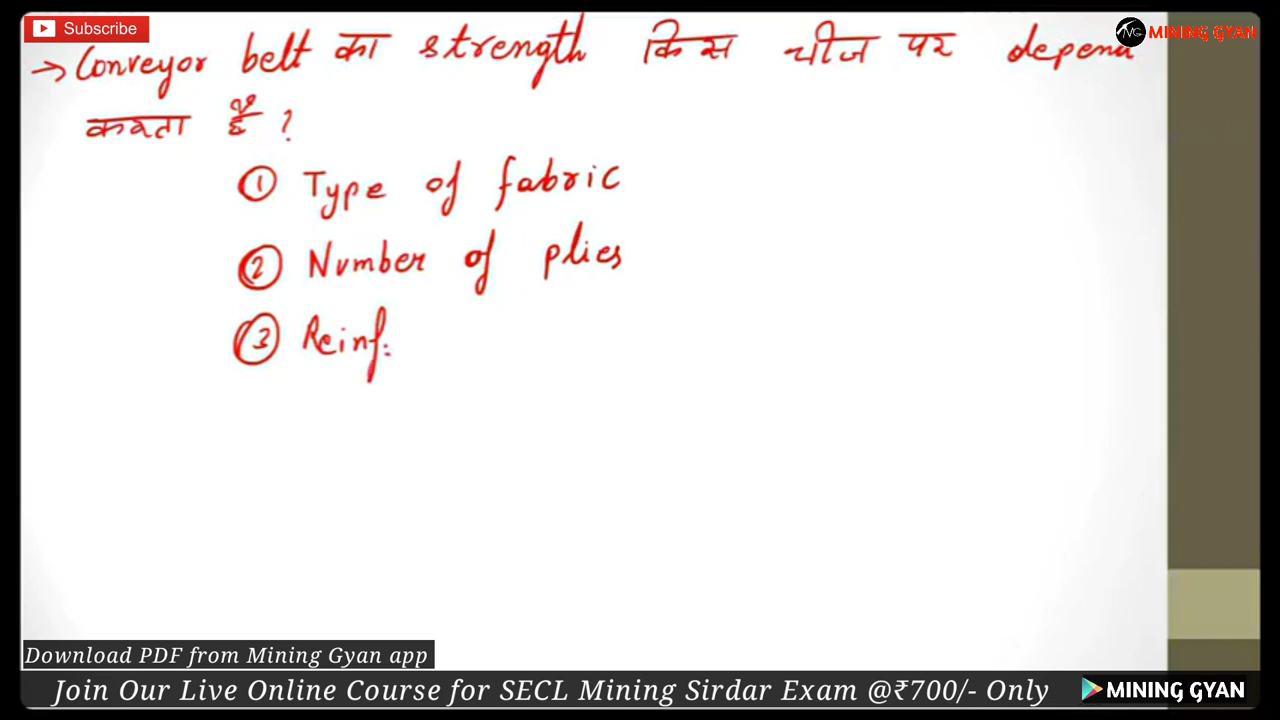 Subscribe
MINING GYAN
→ Conveyor belt का strength किस चीज पर depend
करता है ?
① Type of fabric
② Number of plies
③ Reinf
Download PDF from Mining Gyan app
Join Our Live Online Course for SECL Mining Sirdar Exam @₹700/- Only
MINING GYAN